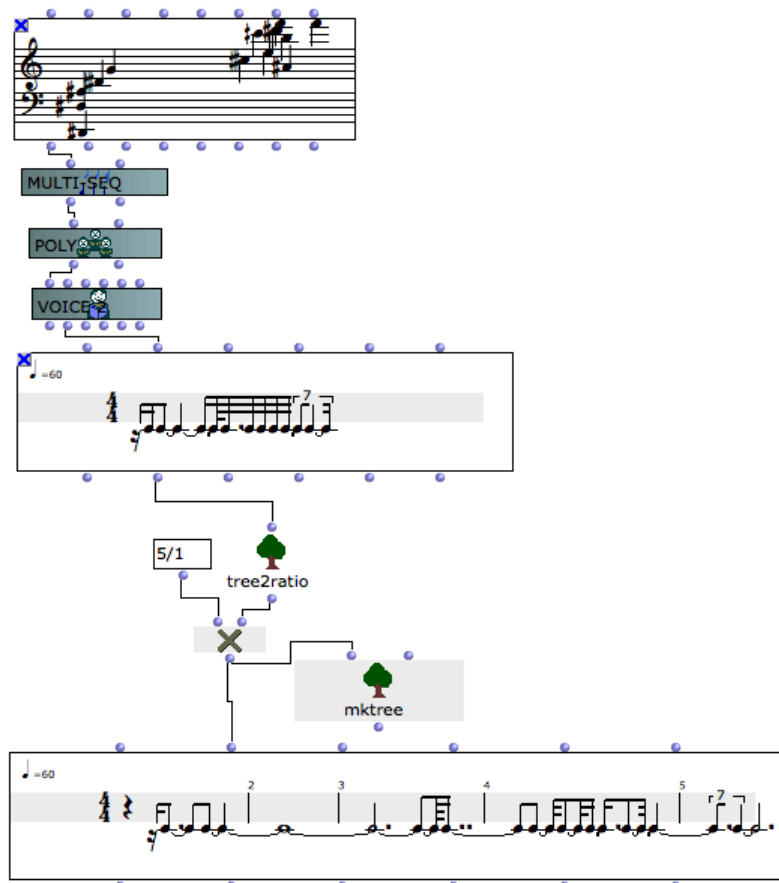 MULTI-SEQ
POLY
VOICE
=60
4
4
7
5/1
tree2ratio
mktree
=60
2 3 4 5
4
4
7